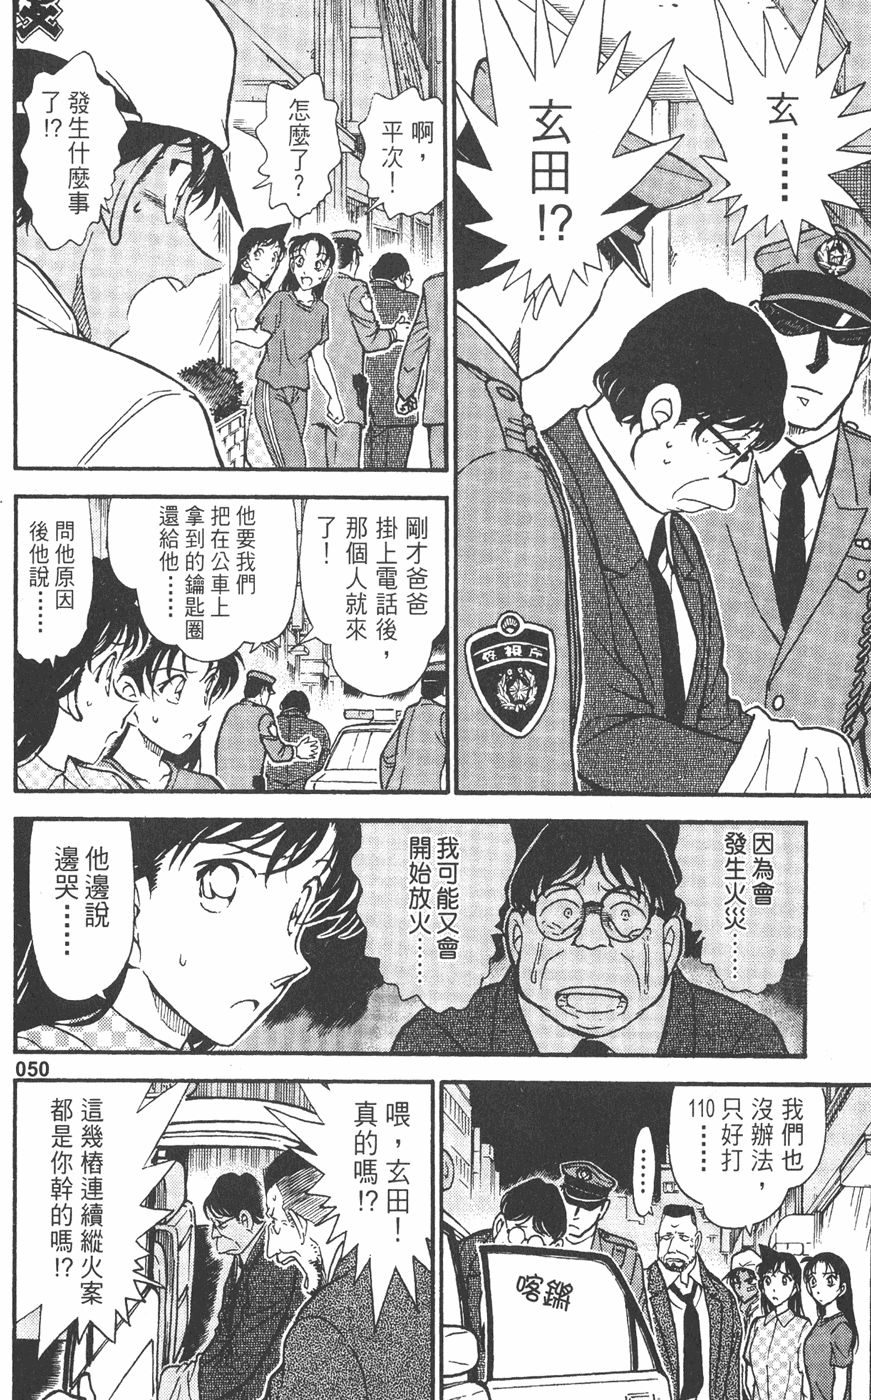 玄……
玄田!?
啊，
平次！
怎麼了？
發生什麼事
了!?
剛才爸爸
掛上電話後，
那個人就來
了！
他要我們
把在公車上
拿到的鑰匙圈
還給他……
問他原因
後他說……
因為會
發生火災……
我可能又會
開始放火……
他邊說
邊哭……
050
我們也
沒辦法，
只好打
110……
……
喀鏘
喂，玄田！
真的嗎!?
這幾樁連續縱火案
都是你幹的嗎!?